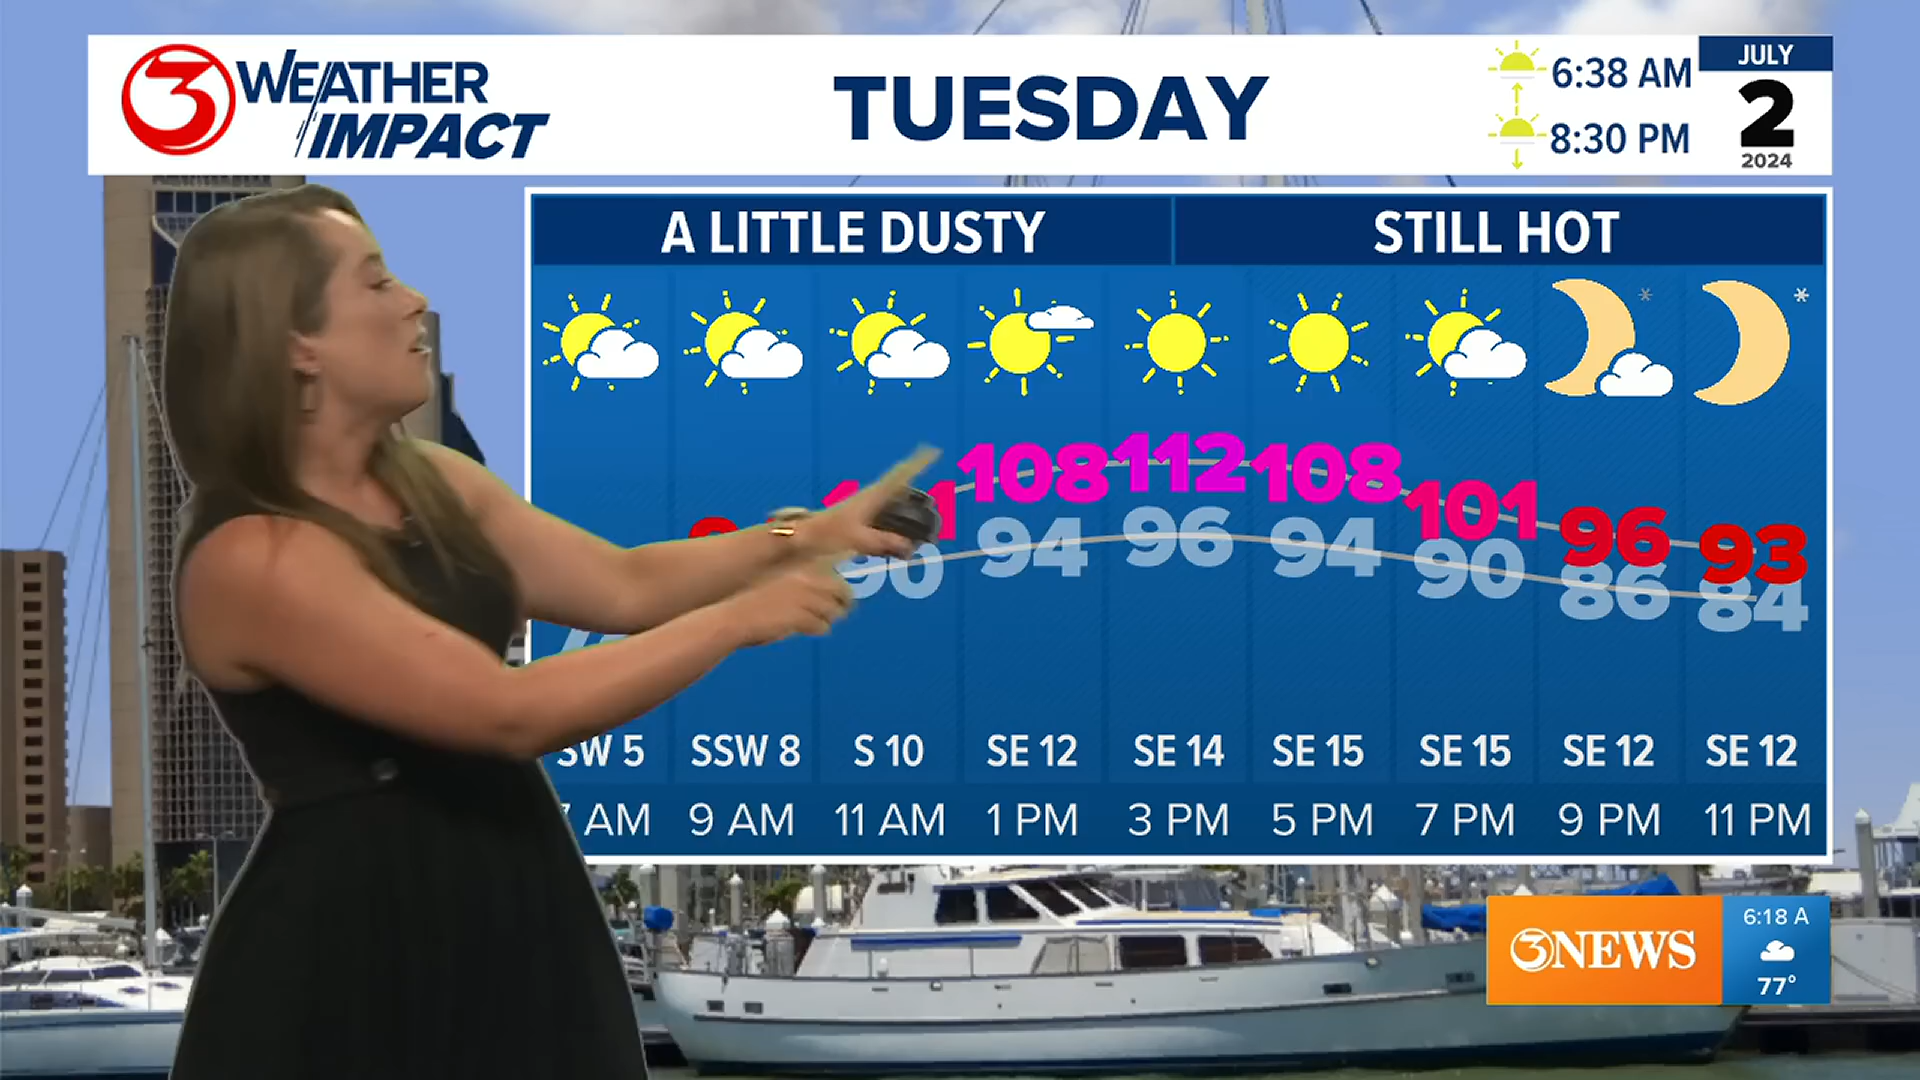 3 WEATHER
IMPACT
TUESDAY
6:38 AM
8:30 PM
JULY
2
2024
A LITTLE DUSTY
STILL HOT
108 112 108 101 96 93
90 94 96 94 90 86 84
SW 5 SSW 8 S 10 SE 12 SE 14 SE 15 SE 15 SE 12 SE 12
AM 9 AM 11 AM 1 PM 3 PM 5 PM 7 PM 9 PM 11 PM
3NEWS
6:18 A
77°